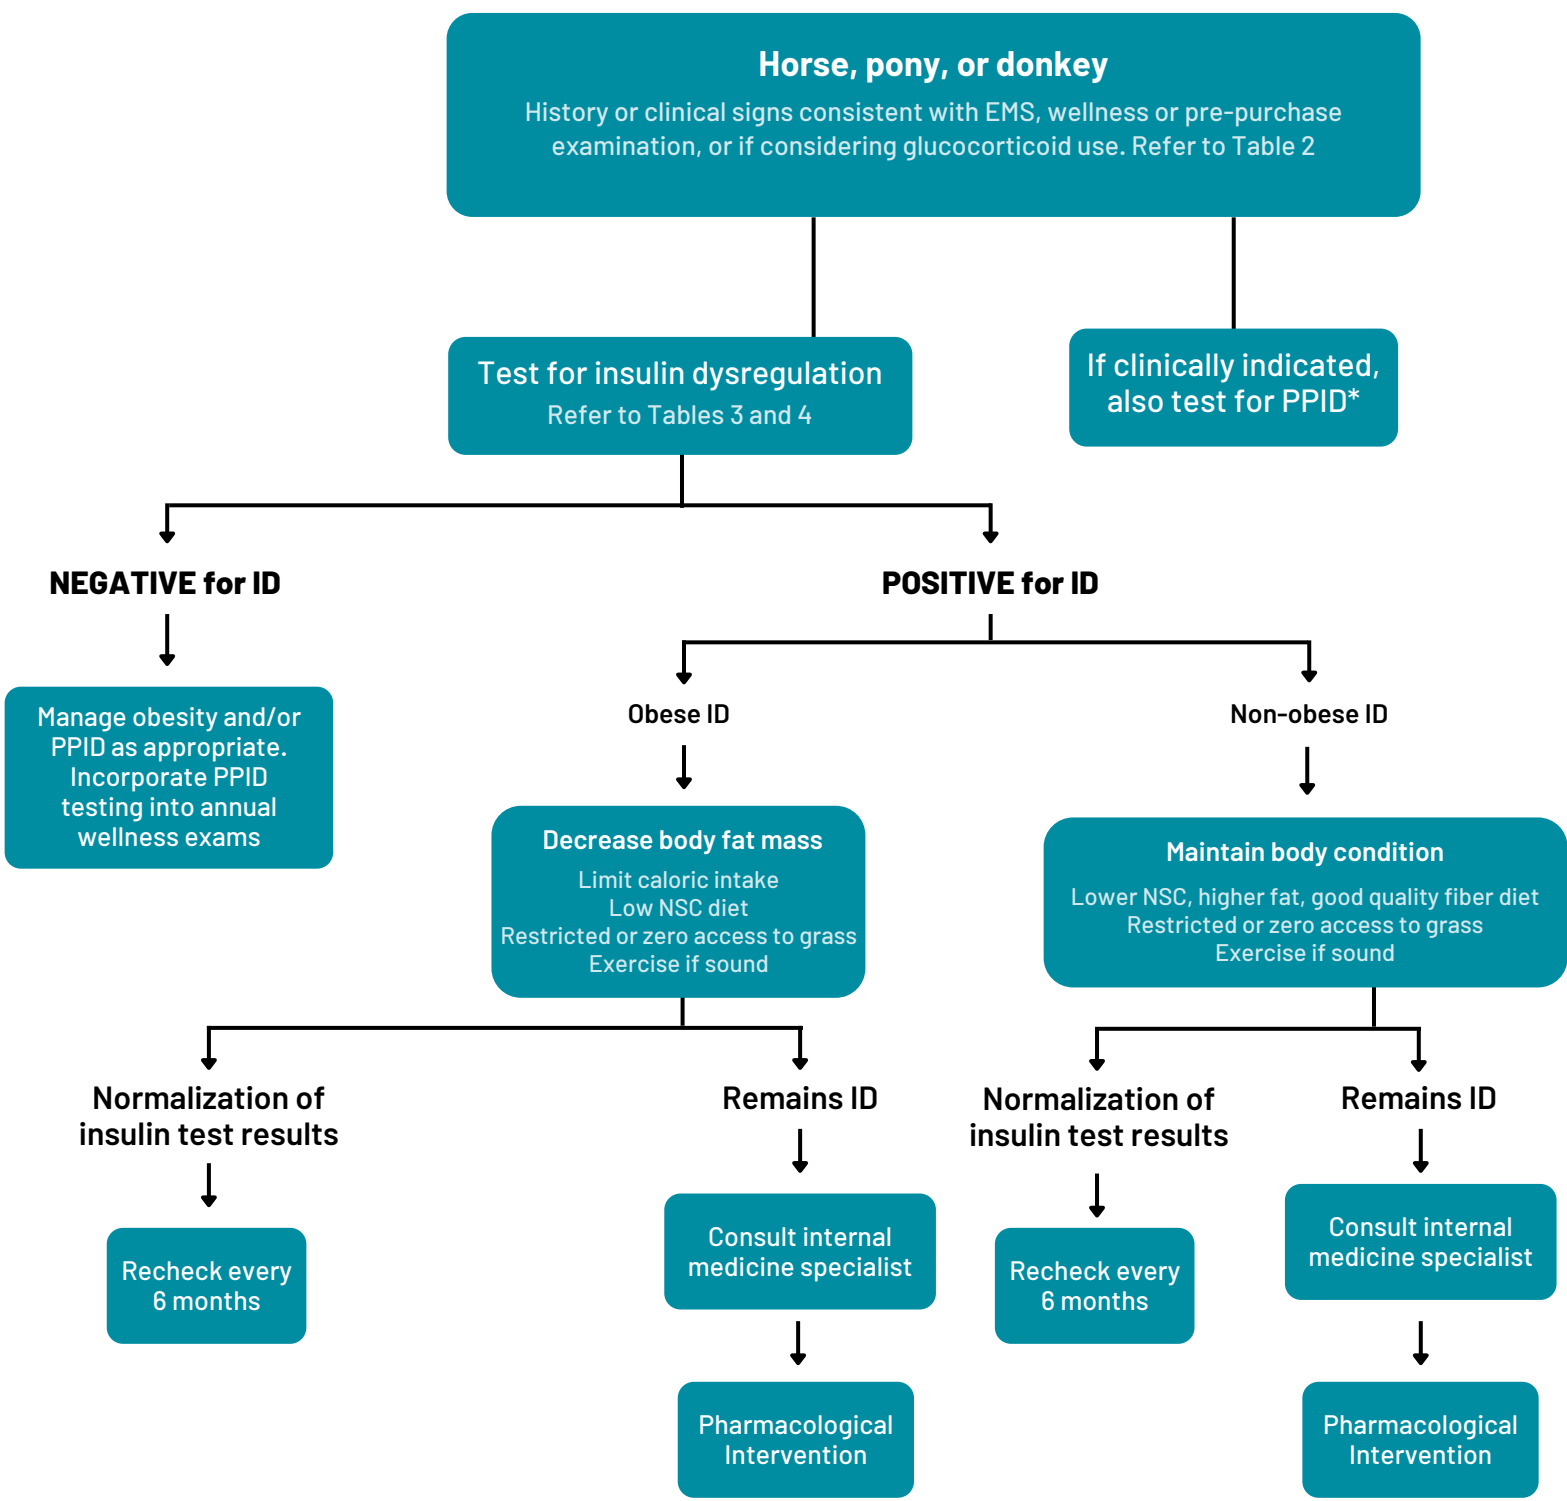 Horse, pony, or donkey
History or clinical signs consistent with EMS, wellness or pre-purchase
examination, or if considering glucocorticoid use. Refer to Table 2
Test for insulin dysregulation
Refer to Tables 3 and 4
If clinically indicated,
also test for PPID*
NEGATIVE for ID
POSITIVE for ID
Manage obesity and/or
PPID as appropriate.
Incorporate PPID
testing into annual
wellness exams
Obese ID
Non-obese ID
Decrease body fat mass
Limit caloric intake
Low NSC diet
Restricted or zero access to grass
Exercise if sound
Maintain body condition
Lower NSC, higher fat, good quality fiber diet
Restricted or zero access to grass
Exercise if sound
Normalization of
insulin test results
Remains ID
Normalization of
insulin test results
Remains ID
Recheck every
6 months
Consult internal
medicine specialist
Recheck every
6 months
Consult internal
medicine specialist
Pharmacological
Intervention
Pharmacological
Intervention